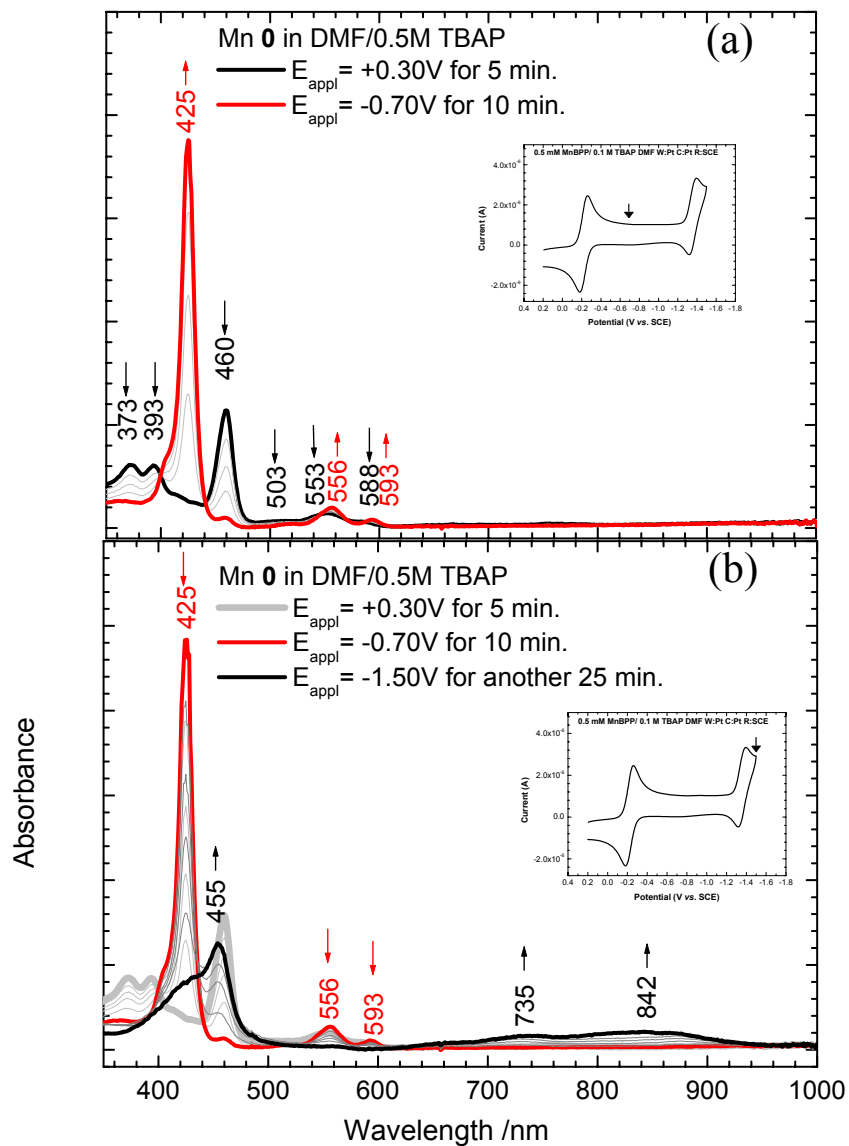 (a)
Mn 0 in DMF/0.5M TBAP
E_appl = +0.30V for 5 min.
E_appl = -0.70V for 10 min.
425
373
393
460
503
553
556
588
593
0.5 mM MnBPP/ 0.1 M TBAP DMF W:Pt C:Pt R:SCE
Current (A)
4.0x10^-6
2.0x10^-6
0.0
-2.0x10^-6
0.4 0.2 0.0 -0.2 -0.4 -0.6 -0.8 -1.0 -1.2 -1.4 -1.6 -1.8
Potential (V vs. SCE)
(b)
Mn 0 in DMF/0.5M TBAP
E_appl = +0.30V for 5 min.
E_appl = -0.70V for 10 min.
E_appl = -1.50V for another 25 min.
425
455
556
593
735
842
0.5 mM MnBPP/ 0.1 M TBAP DMF W:Pt C:Pt R:SCE
Current (A)
4.0x10^-6
2.0x10^-6
0.0
-2.0x10^-6
0.4 0.2 0.0 -0.2 -0.4 -0.6 -0.8 -1.0 -1.2 -1.4 -1.6 -1.8
Potential (V vs. SCE)
Absorbance
400 500 600 700 800 900 1000
Wavelength /nm